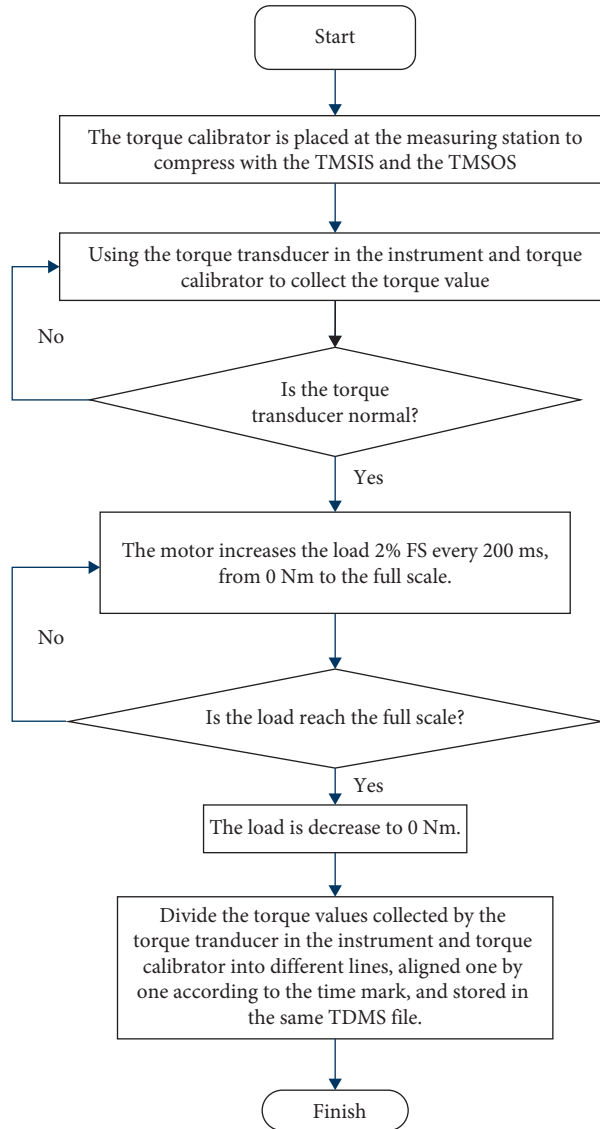 Start
The torque calibrator is placed at the measuring station to
compress with the TMSIS and the TMSOS
Using the torque transducer in the instrument and torque
calibrator to collect the torque value
No
Is the torque
transducer normal?
Yes
The motor increases the load 2% FS every 200 ms,
from 0 Nm to the full scale.
No
Is the load reach the full scale?
Yes
The load is decrease to 0 Nm.
Divide the torque values collected by the
torque tranducer in the instrument and torque
calibrator into different lines, aligned one by
one according to the time mark, and stored in
the same TDMS file.
Finish